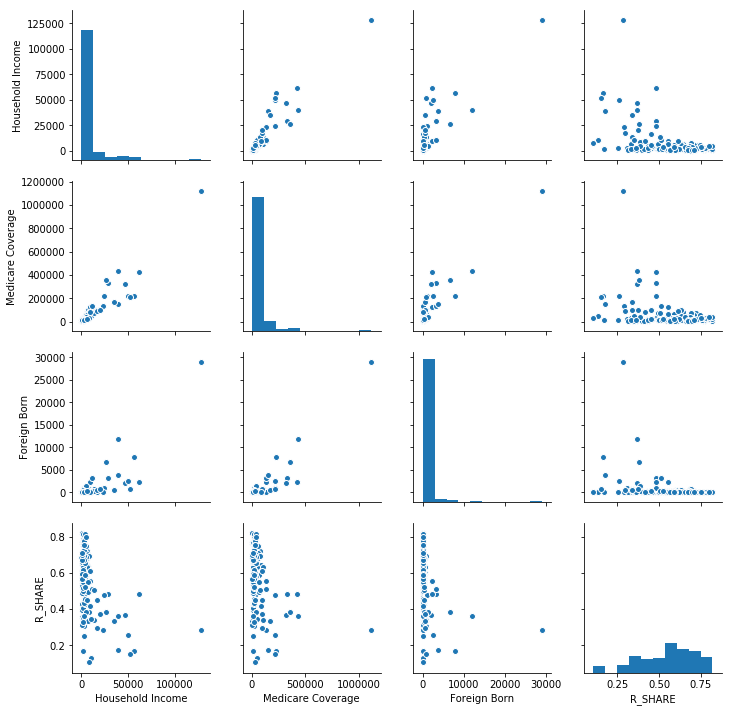 125000
100000
75000
50000
25000
0
Household Income
1200000
1000000
800000
600000
400000
200000
0
Medicare Coverage
30000
25000
20000
15000
10000
5000
0
Foreign Born
0.8
0.6
0.4
0.2
R_SHARE
0 50000 100000
Household Income
0 500000 1000000
Medicare Coverage
0 10000 20000 30000
Foreign Born
0.25 0.50 0.75
R_SHARE